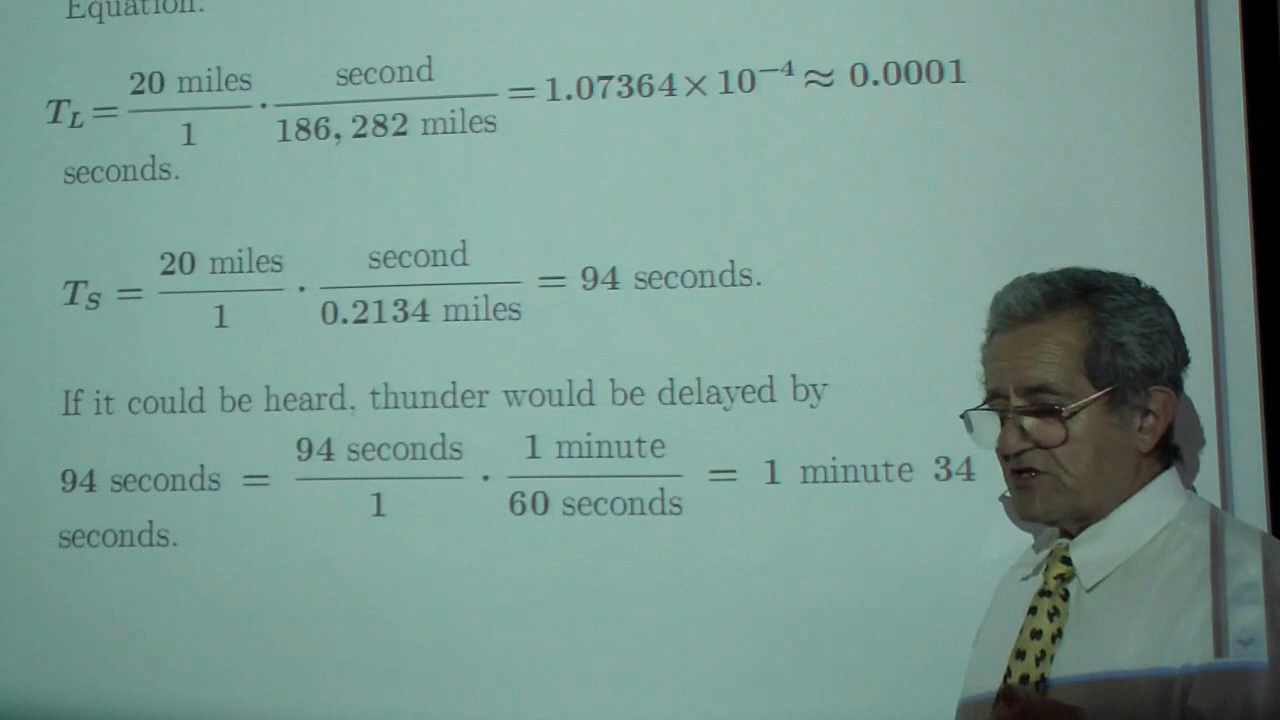 Equation.
T_L = 20 miles / 1 · second / 186,282 miles = 1.07364 × 10^−4 ≈ 0.0001
seconds.
T_S = 20 miles / 1 · second / 0.2134 miles = 94 seconds.
If it could be heard, thunder would be delayed by
94 seconds = 94 seconds / 1 · 1 minute / 60 seconds = 1 minute 34
seconds.